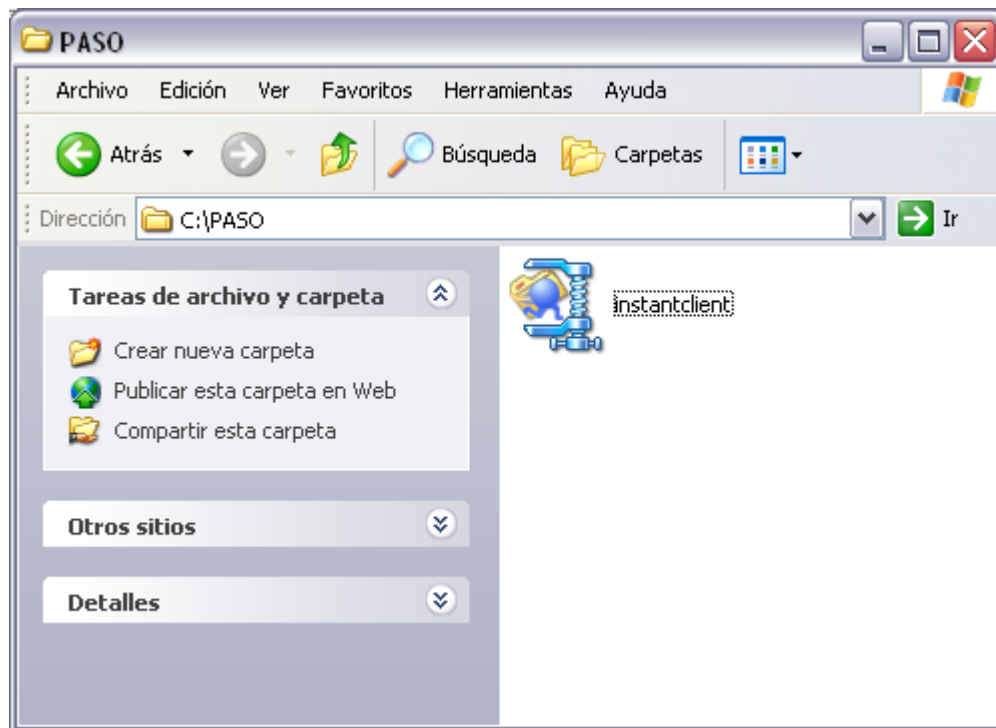 PASO
Archivo Edición Ver Favoritos Herramientas Ayuda
Atrás Búsqueda Carpetas
Dirección C:\PASO Ir
Tareas de archivo y carpeta
Crear nueva carpeta
Publicar esta carpeta en Web
Compartir esta carpeta
Otros sitios
Detalles
instantclient